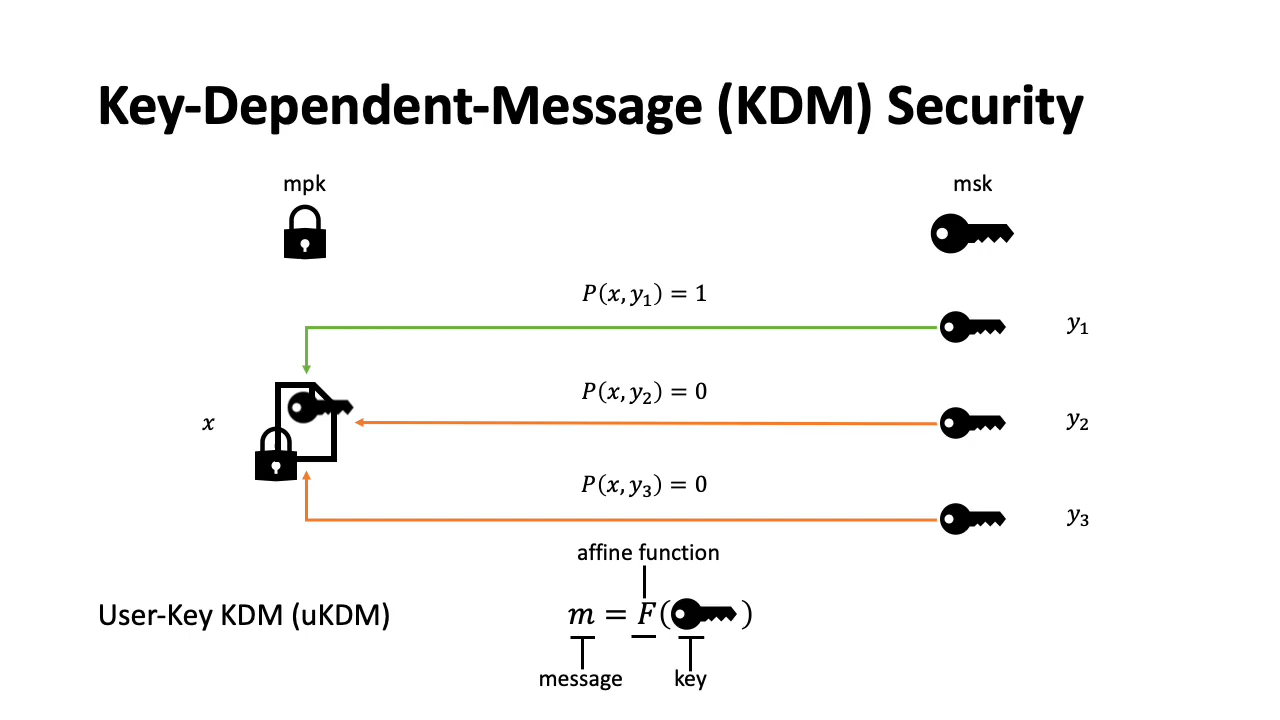 Key-Dependent-Message (KDM) Security
mpk
msk
P(x, y₁) = 1
y₁
P(x, y₂) = 0
x
y₂
P(x, y₃) = 0
y₃
affine function
User-Key KDM (uKDM)
m = F( )
message
key